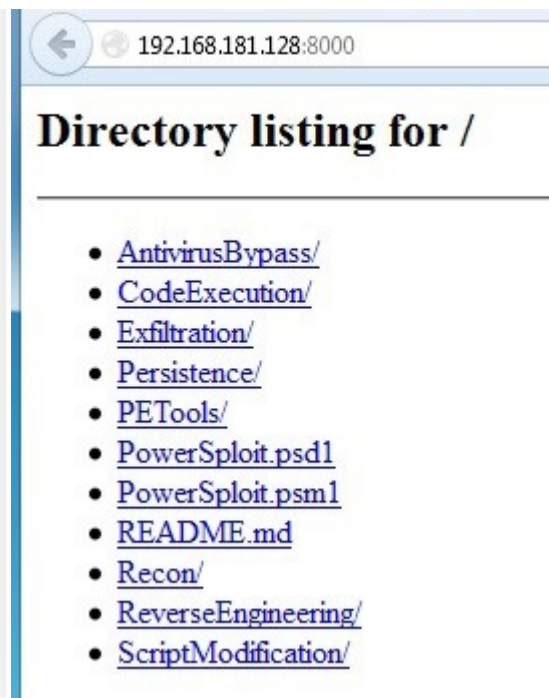 192.168.181.128:8000
Directory listing for /
AntivirusBypass/
CodeExecution/
Exfiltration/
Persistence/
PETools/
PowerSploit.psd1
PowerSploit.psm1
README.md
Recon/
ReverseEngineering/
ScriptModification/